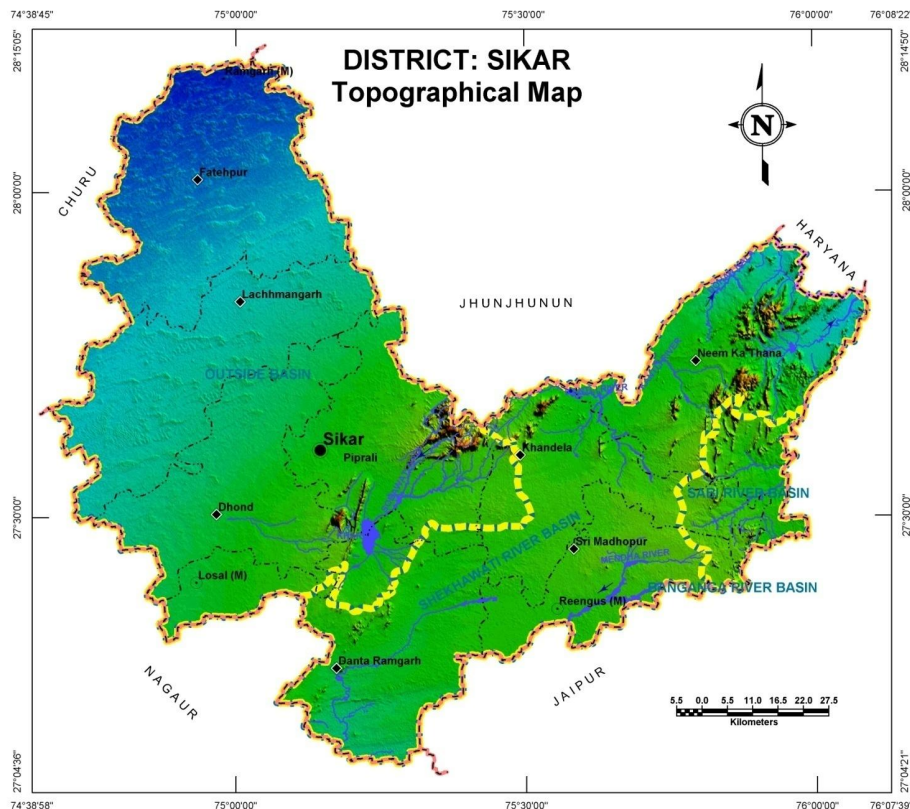 74°38'45"
75°00'00"
75°30'00"
76°00'00"
76°08'22"
28°15'05"
28°14'50"
DISTRICT: SIKAR
Topographical Map
N
Ramgarh (M)
Fatehpur
CHURU
28°00'00"
28°00'00"
HARYANA
Lachhmangarh
JHUNJHUNUN
Neem Ka Thana
OUTSIDE BASIN
RIVER
Sikar
Piprali
Khandela
Dhond
SABI RIVER BASIN
27°30'00"
27°30'00"
Sri Madhopur
SHEKHAWATI RIVER BASIN
MENDHA RIVER
Losal (M)
BANGANGA RIVER BASIN
Reengus (M)
Danta Ramgarh
NAGAUR
JAIPUR
5.5 0.0 5.5 11.0 16.5 22.0 27.5
Kilometers
27°04'36"
27°04'21"
74°38'58"
75°00'00"
75°30'00"
76°00'00"
76°07'39"